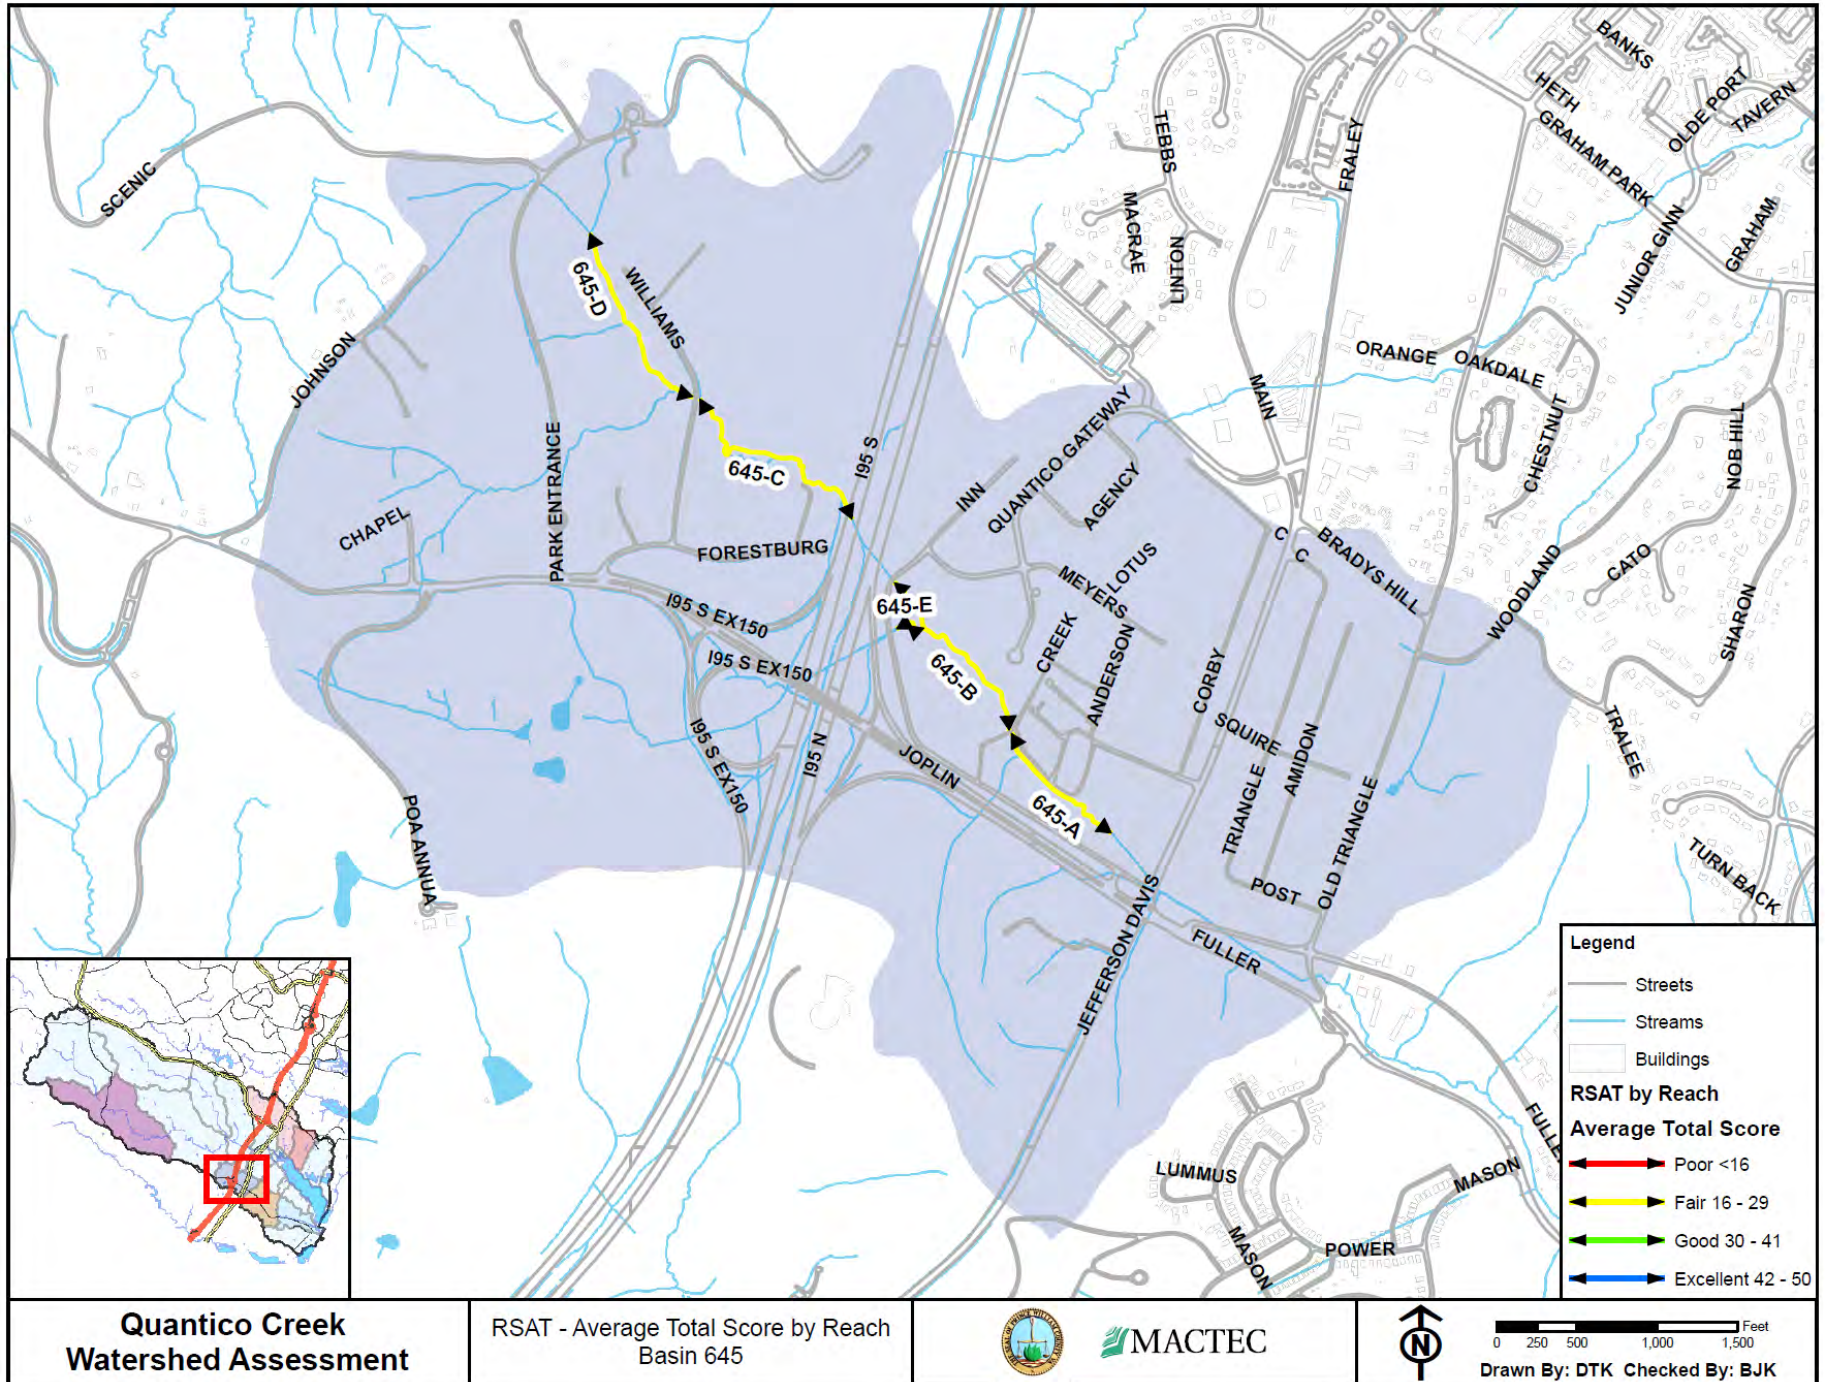 BANKS
HETH
OLDE PORT
TAVERN
GRAHAM PARK
TEBBS
FRALEY
SCENIC
MACRAE
LINTON
JUNIOR GINN
GRAHAM
645-D
WILLIAMS
JOHNSON
ORANGE
OAKDALE
MAIN
CHESTNUT
NOB HILL
PARK ENTRANCE
645-C
I95 S
INN
QUANTICO GATEWAY
AGENCY
CHAPEL
FORESTBURG
C C
BRADYS HILL
LOTUS
MEYERS
WOODLAND
CATO
SHARON
I95 S EX150
645-E
I95 S EX150
645-B
CREEK
ANDERSON
CORBY
SQUIRE
AMIDON
TRIANGLE
OLD TRIANGLE
TRALEE
I95 S EX150
I95 N
JOPLIN
645-A
POA ANNUA
POST
TURN BACK
JEFFERSON DAVIS
FULLER
FULLE
LUMMUS
MASON
MASON
POWER
Legend
Streets
Streams
Buildings
RSAT by Reach
Average Total Score
Poor <16
Fair 16 - 29
Good 30 - 41
Excellent 42 - 50
Quantico Creek
Watershed Assessment
RSAT - Average Total Score by Reach
Basin 645
MACTEC
N
Feet
0 250 500 1,000 1,500
Drawn By: DTK Checked By: BJK